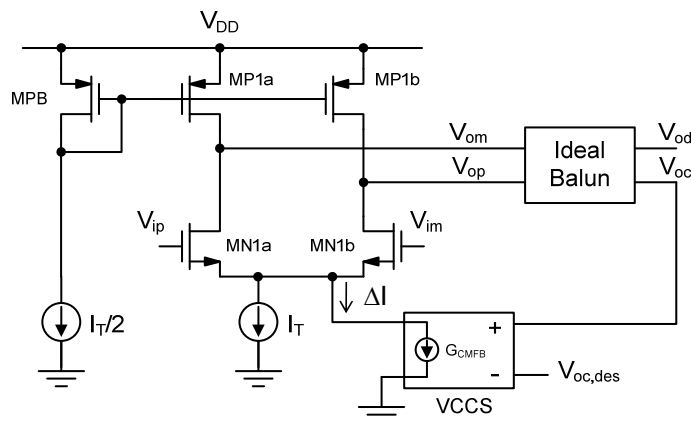 VDD
MPB
MP1a
MP1b
Vom
Vop
Ideal
Balun
Vod
Voc
Vip
MN1a
MN1b
Vim
ΔI
IT/2
IT
GCMFB
+
-
Voc,des
VCCS